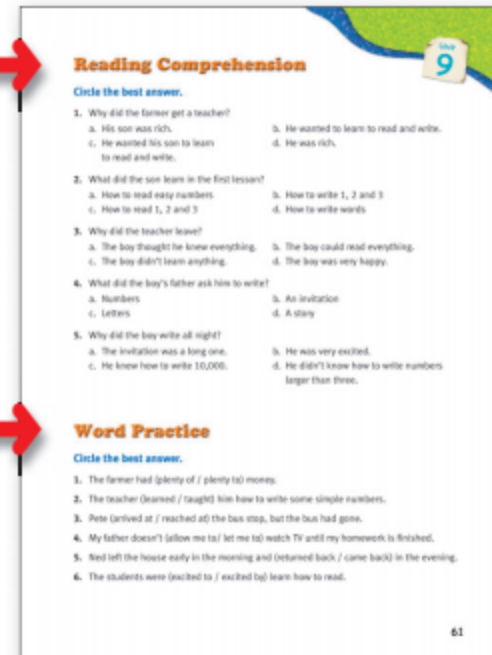 Unit
9
Reading Comprehension
Circle the best answer.
1. Why did the farmer get a teacher?
a. His son was rich. b. He wanted to learn to read and write.
c. He wanted his son to learn d. He was rich.
to read and write.
2. What did the son learn in the first lesson?
a. How to read easy numbers b. How to write 1, 2 and 3
c. How to read 1, 2 and 3 d. How to write words
3. Why did the teacher leave?
a. The boy thought he knew everything. b. The boy could read everything.
c. The boy didn't learn anything. d. The boy was very happy.
4. What did the boy's father ask him to write?
a. Numbers b. An invitation
c. Letters d. A story
5. Why did the boy write all night?
a. The invitation was a long one. b. He was very excited.
c. He knew how to write 10,000. d. He didn't know how to write numbers
larger than three.
Word Practice
Circle the best answer.
1. The farmer had (plenty of / plenty to) money.
2. The teacher (learned / taught) him how to write some simple numbers.
3. Pete (arrived at / reached at) the bus stop, but the bus had gone.
4. My father doesn't (allow me to/ let me to) watch TV until my homework is finished.
5. Ned left the house early in the morning and (returned back / came back) in the evening.
6. The students were (excited to / excited by) learn how to read.
61